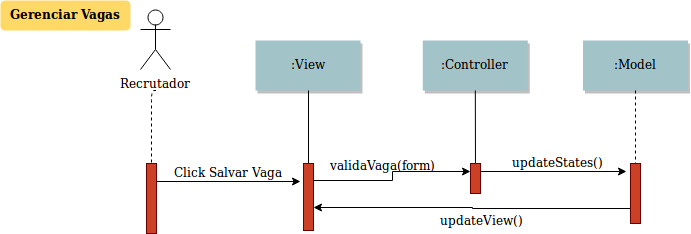 Gerenciar Vagas
Recrutador
:View
:Controller
:Model
Click Salvar Vaga
validaVaga(form)
updateStates()
updateView()